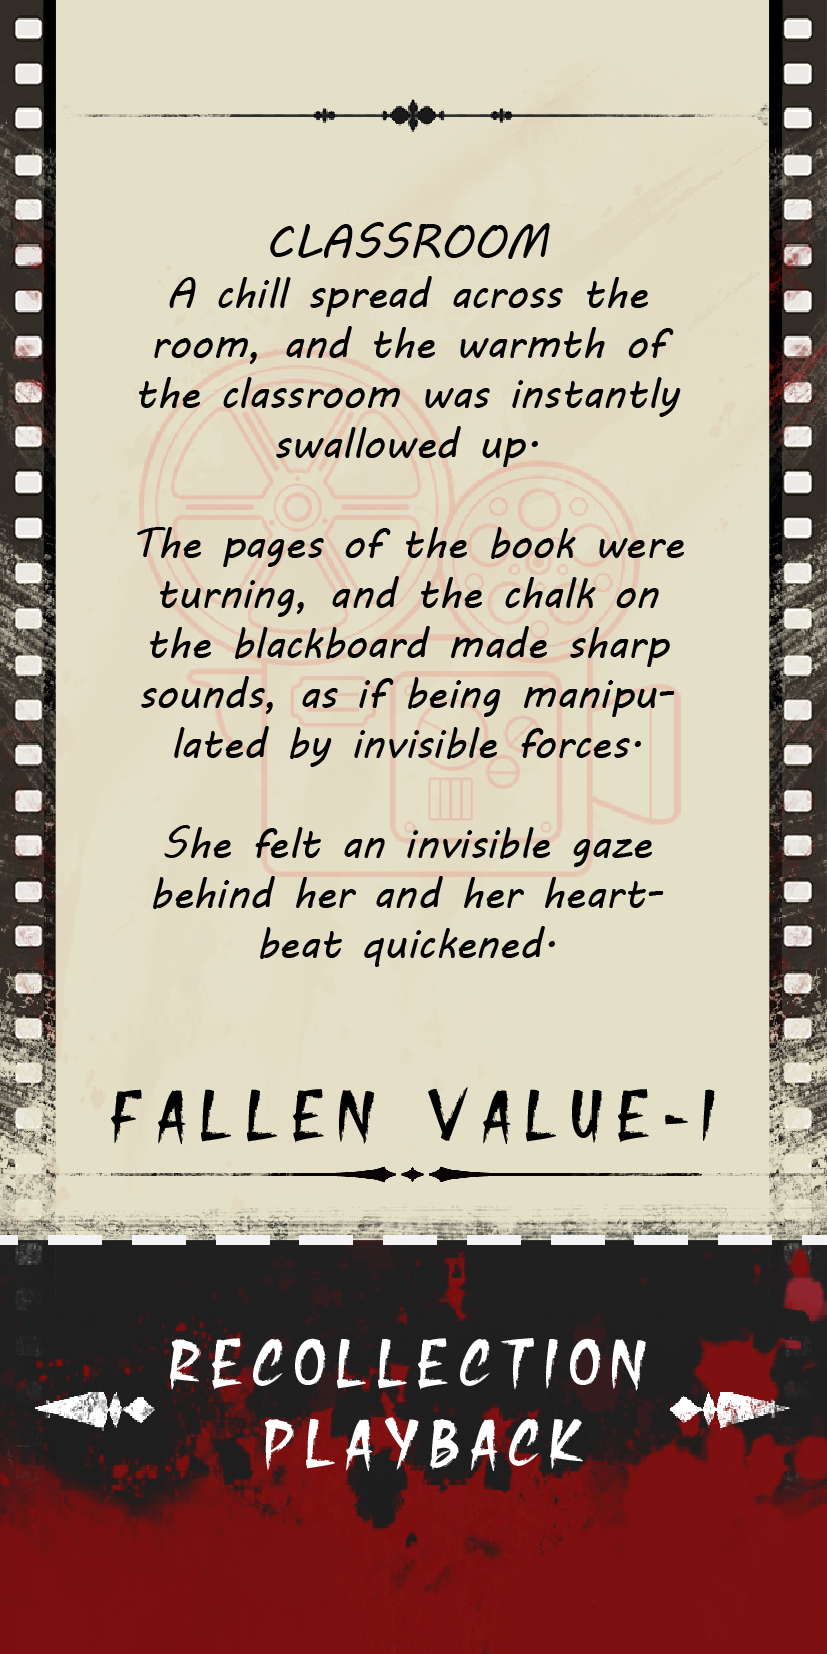 CLASSROOM
A chill spread across the
room, and the warmth of
the classroom was instantly
swallowed up.
The pages of the book were
turning, and the chalk on
the blackboard made sharp
sounds, as if being manipu-
lated by invisible forces.
She felt an invisible gaze
behind her and her heart-
beat quickened.
FALLEN VALUE-1
RECOLLECTION
PLAYBACK